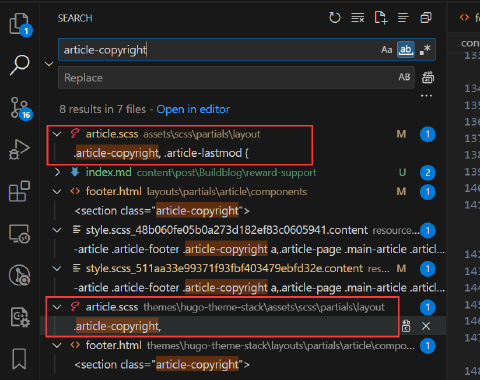 SEARCH
article-copyright
Aa
ab
.*
Replace
AB
8 results in 7 files - Open in editor
article.scss assets\scss\partials\layout M 1
.article-copyright, .article-lastmod {
index.md content\post\Buildblog\reward-support U 2
footer.html layouts\partials\article\components M 1
<section class="article-copyright">
style.scss_48b060fe05b0a273d182ef83c0605941.content resource... 1
-article .article-footer .article-copyright a,.article-page .main-article .articl...
style.scss_511aa33e99371f93fbf403479ebfd32e.content res... M 1
-article .article-footer .article-copyright a,.article-page .main-article .articl...
article.scss themes\hugo-theme-stack\assets\scss\partials\layout 1
.article-copyright,
footer.html themes\hugo-theme-stack\layouts\partials\article\compo... 1
<section class="article-copyright">
1
16
fo
con
133
134
135
136
137
138
139
140
141
142
143
144
145
146
147